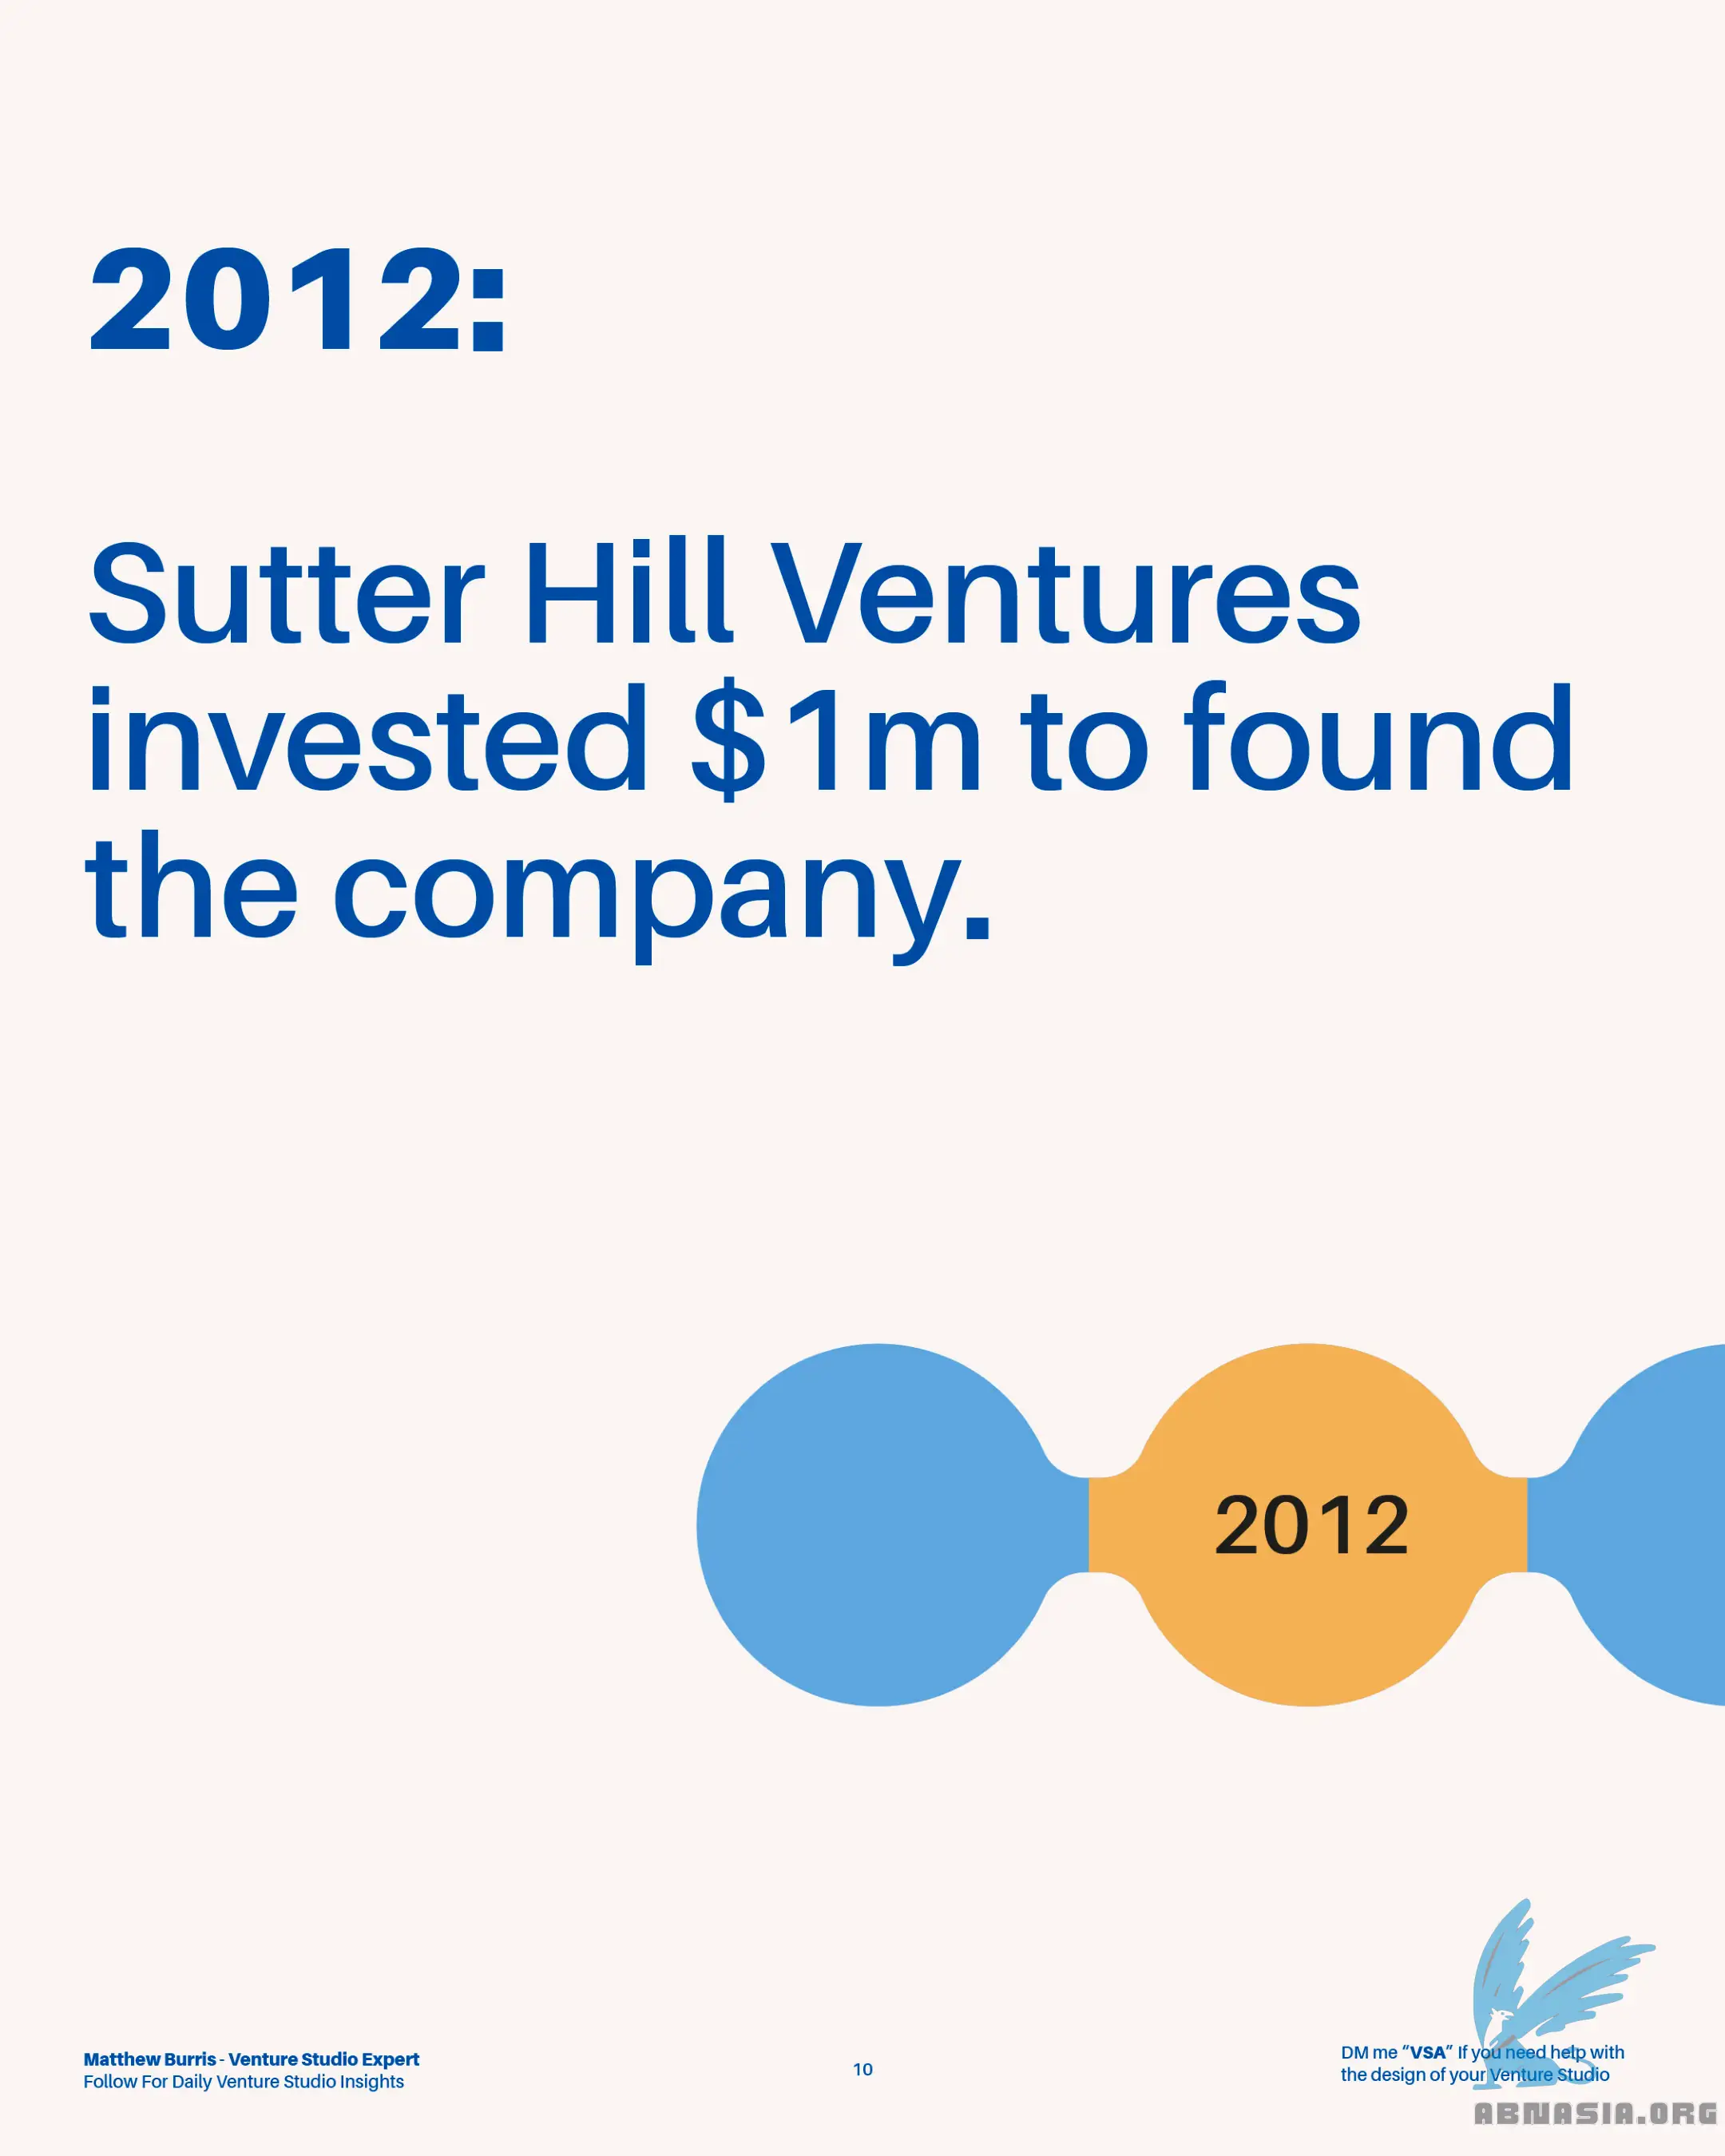 2012:
Sutter Hill Ventures
invested $1m to found
the company.
2012
Matthew Burris - Venture Studio Expert
Follow For Daily Venture Studio Insights
10
DM me “VSA” If you need help with
the design of your Venture Studio
ABNASIA.ORG